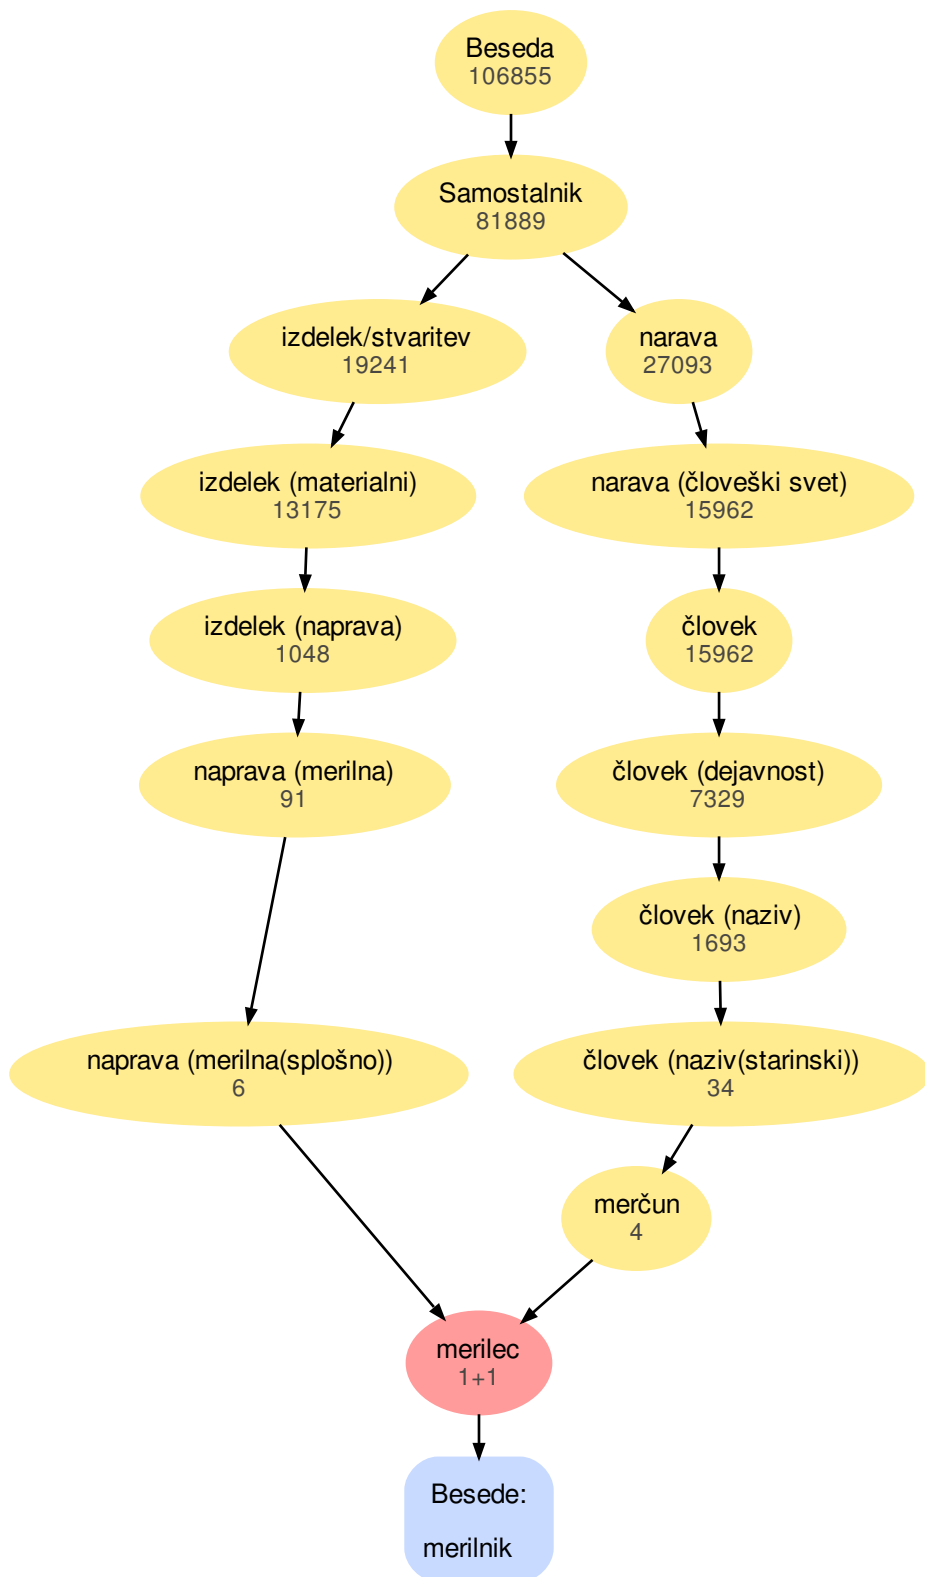 Beseda
106855
Samostalnik
81889
izdelek/stvaritev
19241
narava
27093
izdelek (materialni)
13175
narava (človeški svet)
15962
izdelek (naprava)
1048
človek
15962
naprava (merilna)
91
človek (dejavnost)
7329
človek (naziv)
1693
naprava (merilna(splošno))
6
človek (naziv(starinski))
34
merčun
4
merilec
1+1
Besede:
merilnik